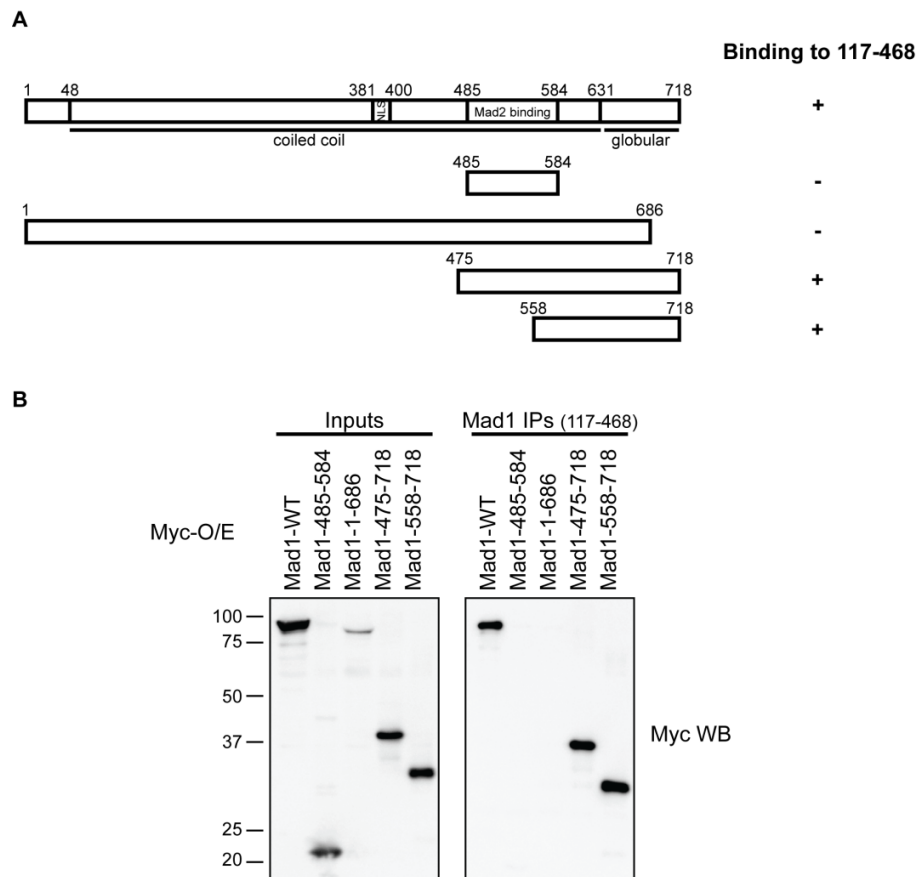 A
Binding to 117-468
1 48 381 400 485 584 631 718
NLS
Mad2 binding
+
coiled coil globular
485 584
-
1 686
-
475 718
+
558 718
+
B
Inputs Mad1 IPs (117-468)
Myc-O/E
Mad1-WT
Mad1-485-584
Mad1-1-686
Mad1-475-718
Mad1-558-718
Mad1-WT
Mad1-485-584
Mad1-1-686
Mad1-475-718
Mad1-558-718
100
75
50
37
25
20
Myc WB